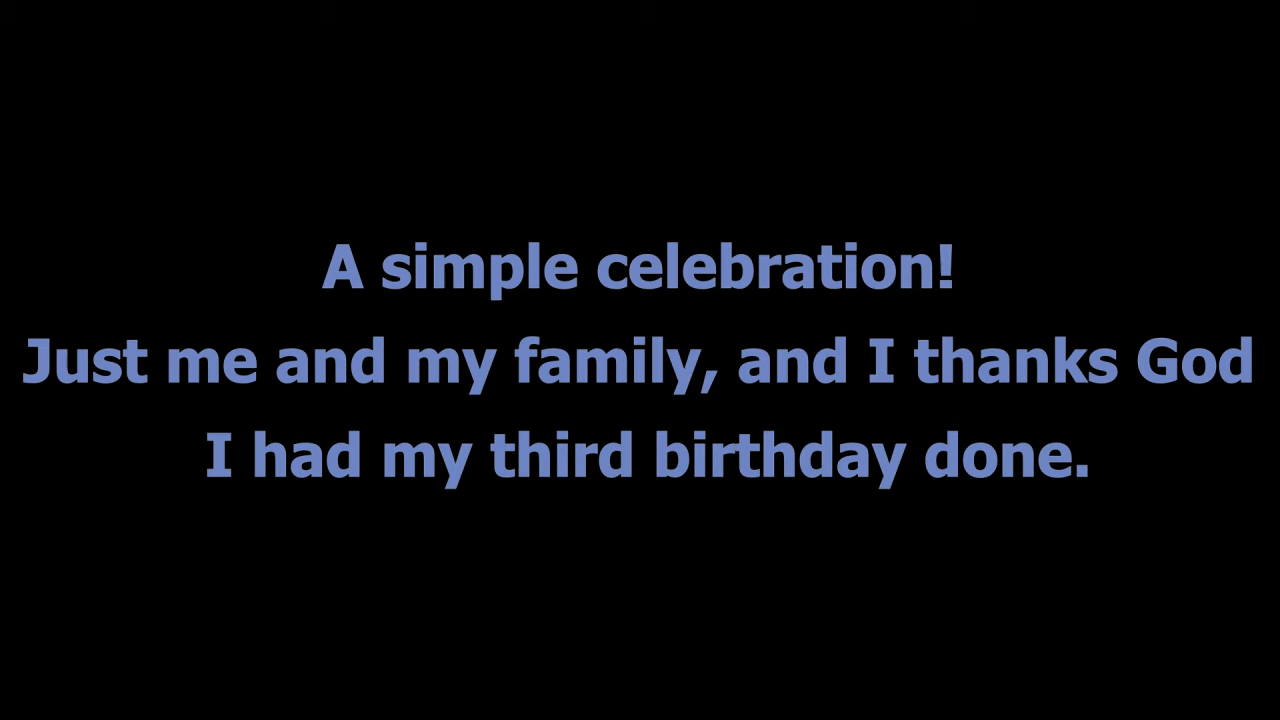 A simple celebration!
Just me and my family, and I thanks God
I had my third birthday done.